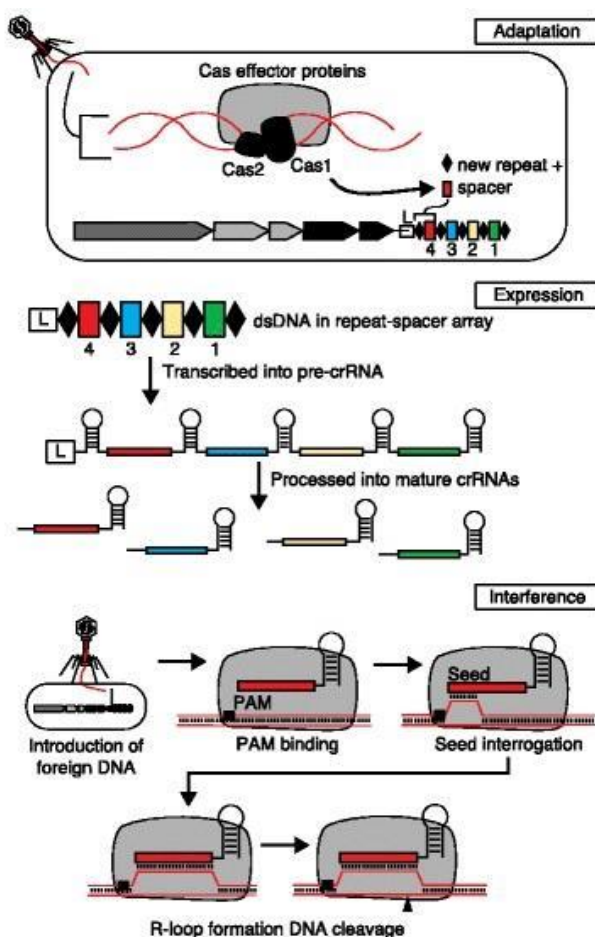 Adaptation
Cas effector proteins
Cas2
Cas1
new repeat +
spacer
L
4 3 2 1
Expression
L
dsDNA in repeat-spacer array
4 3 2 1
Transcribed into pre-crRNA
L
Processed into mature crRNAs
Interference
PAM
Seed
Introduction of
foreign DNA
PAM binding
Seed interrogation
R-loop formation DNA cleavage